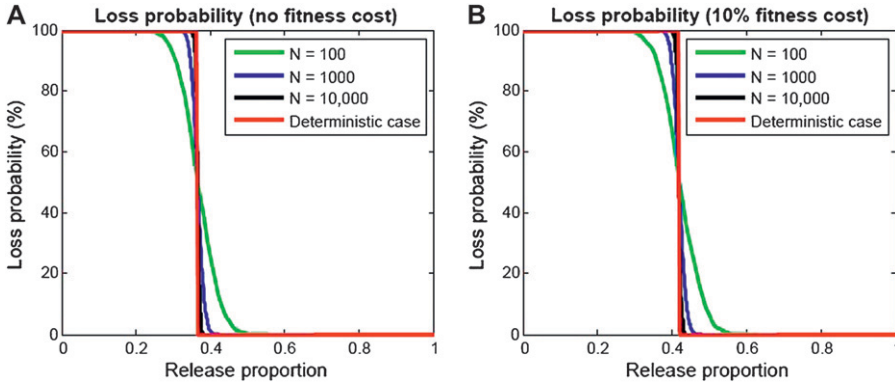 A
Loss probability (no fitness cost)
Loss probability (%)
100
80
60
40
20
0
N = 100
N = 1000
N = 10,000
Deterministic case
0
0.2
0.4
0.6
0.8
1
Release proportion
B
Loss probability (10% fitness cost)
Loss probability (%)
100
80
60
40
20
0
N = 100
N = 1000
N = 10,000
Deterministic case
0
0.2
0.4
0.6
0.8
1
Release proportion